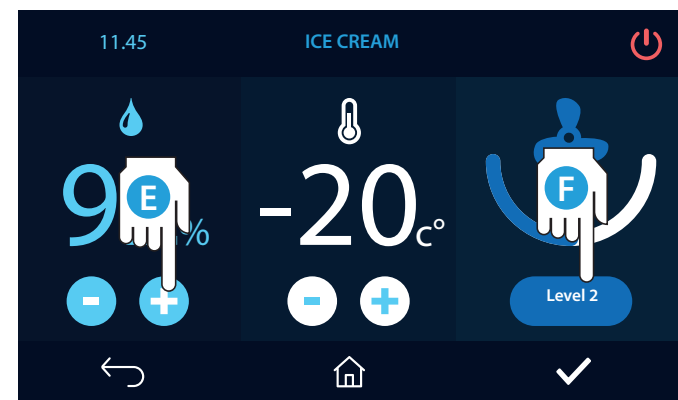 11.45
ICE CREAM
9 %
-20 c°
E
F
- +
- +
Level 2